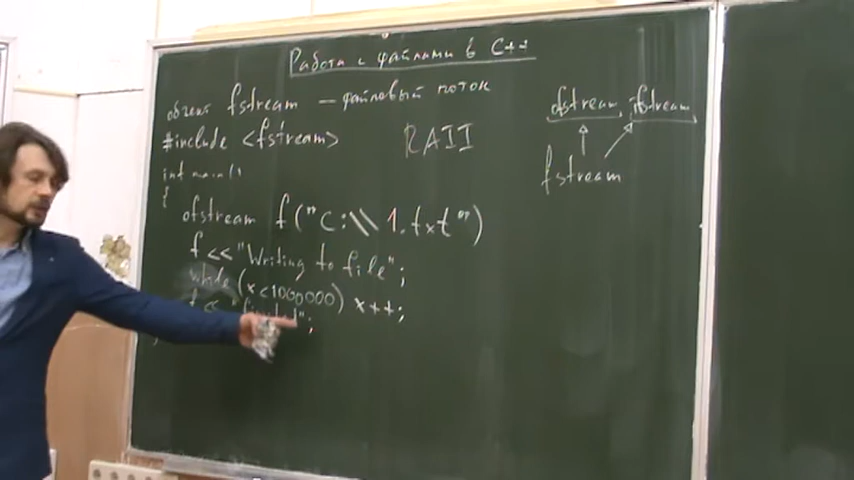 Работа с файлами в C++
объект fstream — файловый поток
#include <fstream>
RAII
int main()
{
ofstream f("C:\\1.txt")
f << "Writing to file";
while (x<1000000) x++;
f <<
ofstream ifstream
fstream